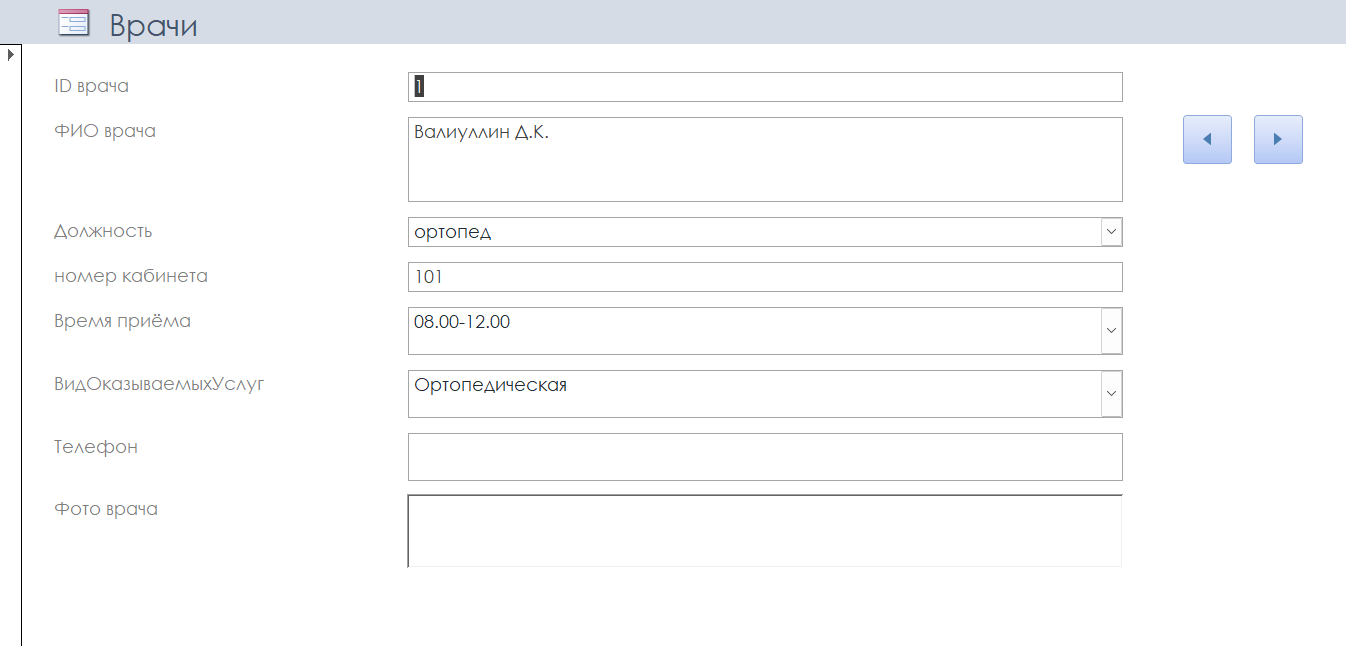 Врачи
ID врача
1
ФИО врача
Валиуллин Д.К.
Должность
ортопед
номер кабинета
101
Время приёма
08.00-12.00
ВидОказываемыхУслуг
Ортопедическая
Телефон
Фото врача